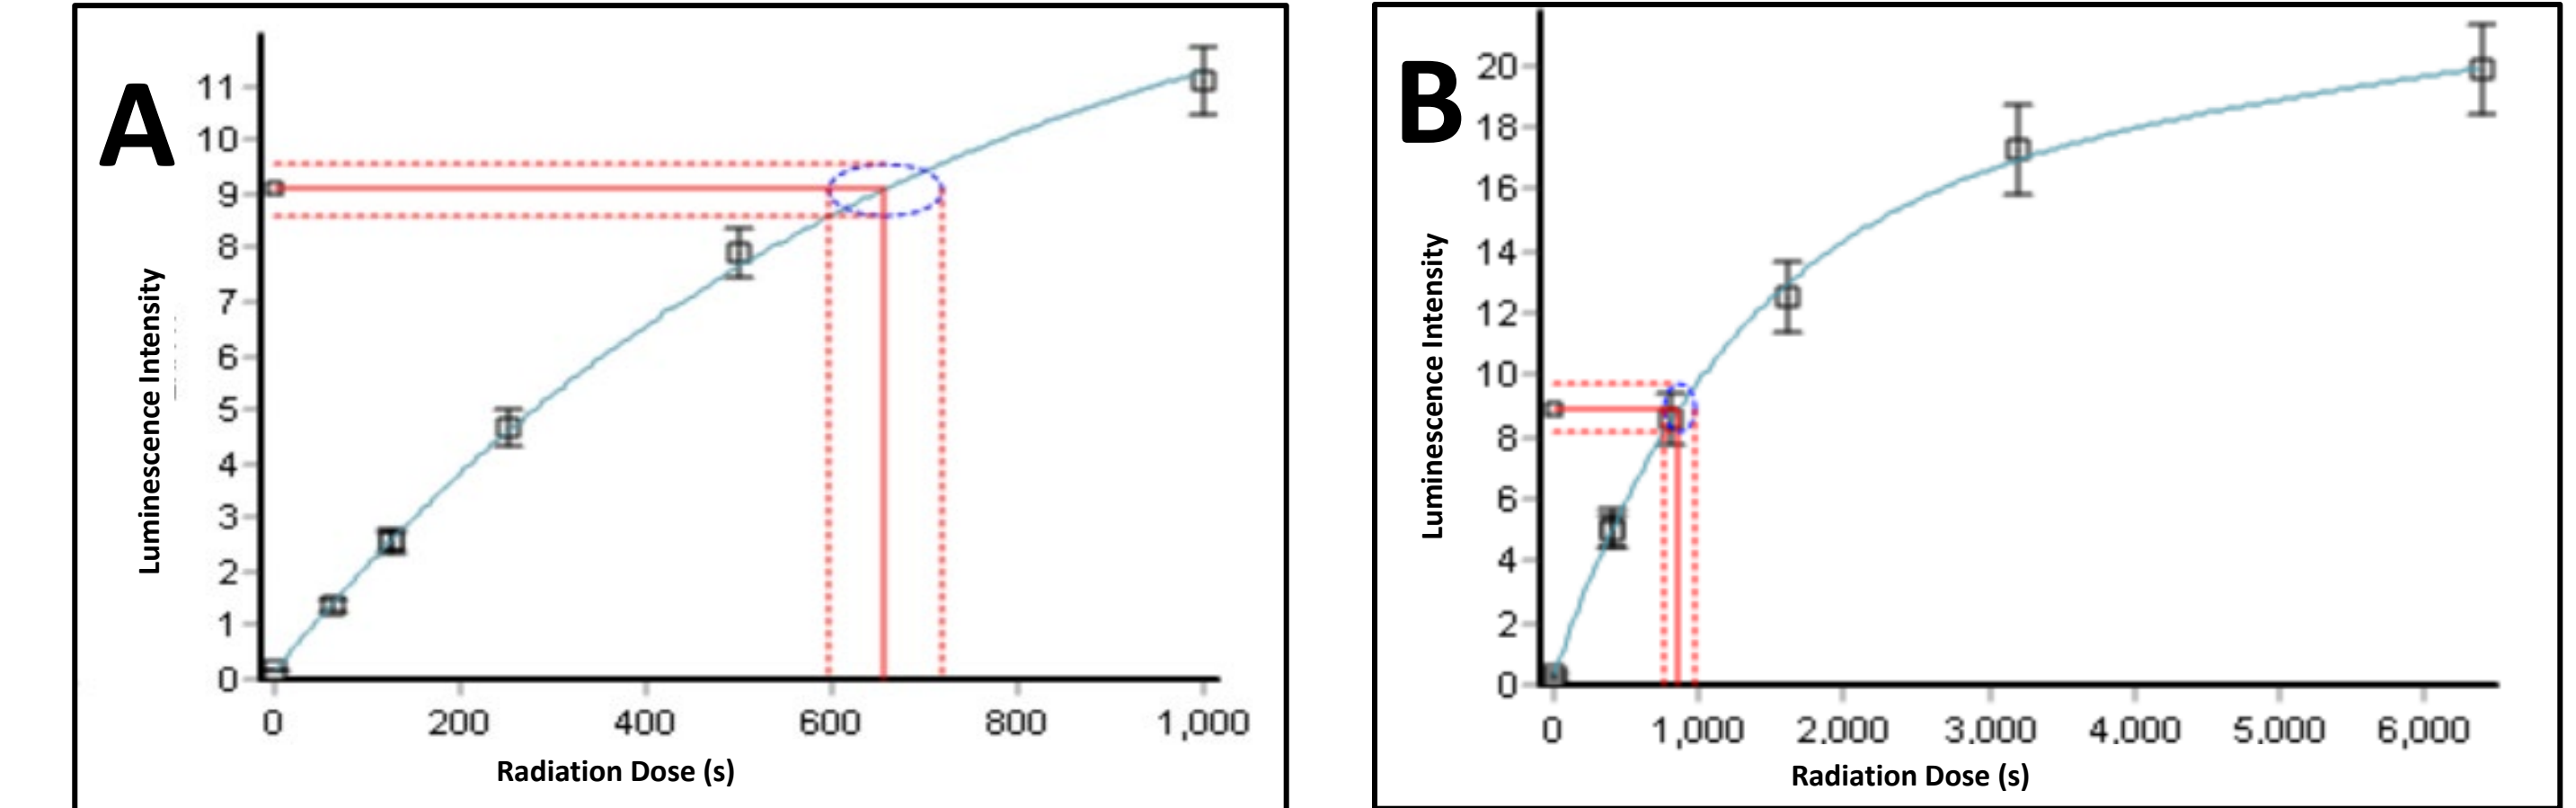 A
11
10
9
8
7
6
5
4
3
2
1
0
Luminescence Intensity
0 200 400 600 800 1,000
Radiation Dose (s)
B
20
18
16
14
12
10
8
6
4
2
0
Luminescence Intensity
0 1,000 2,000 3,000 4,000 5,000 6,000
Radiation Dose (s)